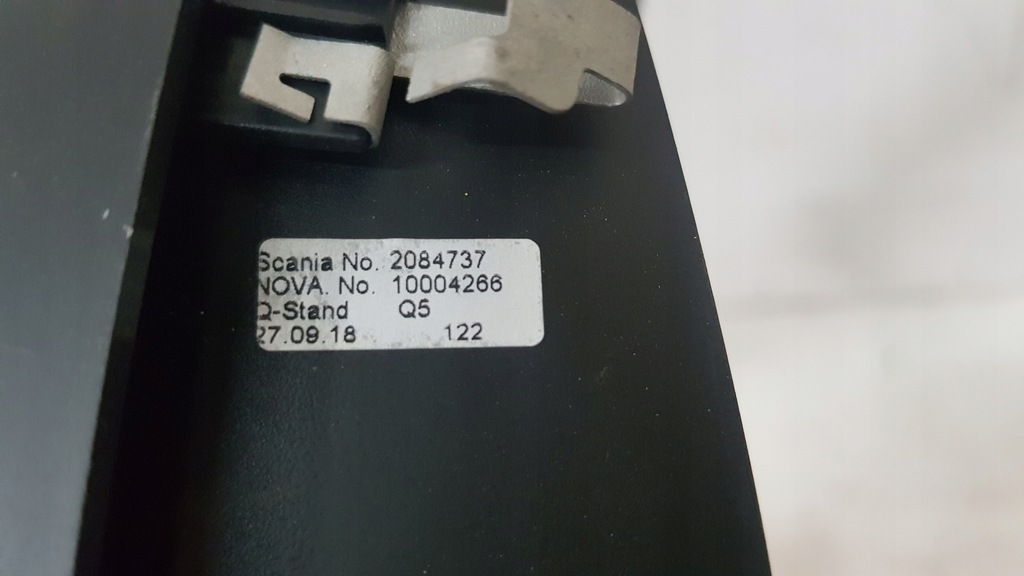 Scania No. 2084737
NOVA. No. 10004266
Q-Stand Q5
27.09.18 122